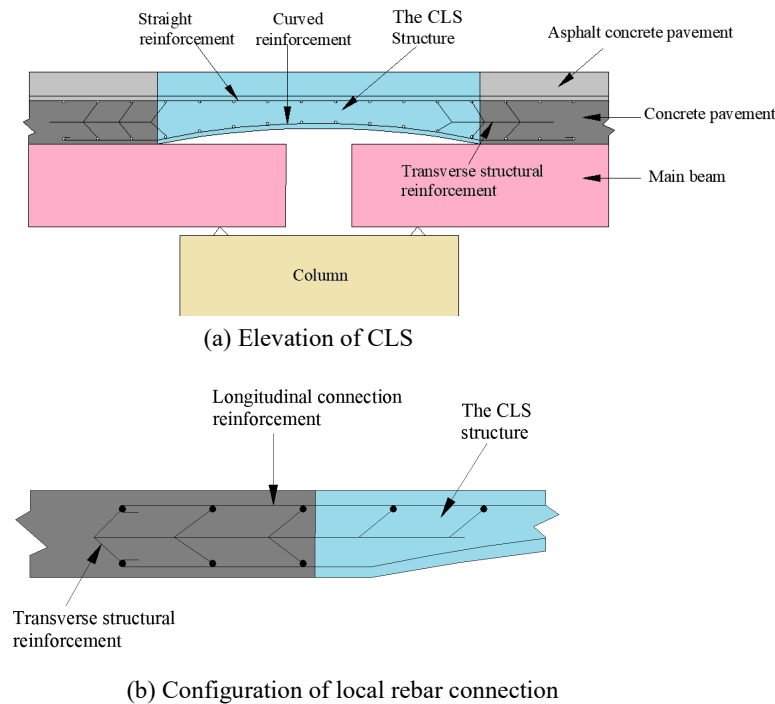 Straight
reinforcement
Curved
reinforcement
The CLS
Structure
Asphalt concrete pavement
Concrete pavement
Transverse structural
reinforcement
Main beam
Column
(a) Elevation of CLS
Longitudinal connection
reinforcement
The CLS
structure
Transverse structural
reinforcement
(b) Configuration of local rebar connection